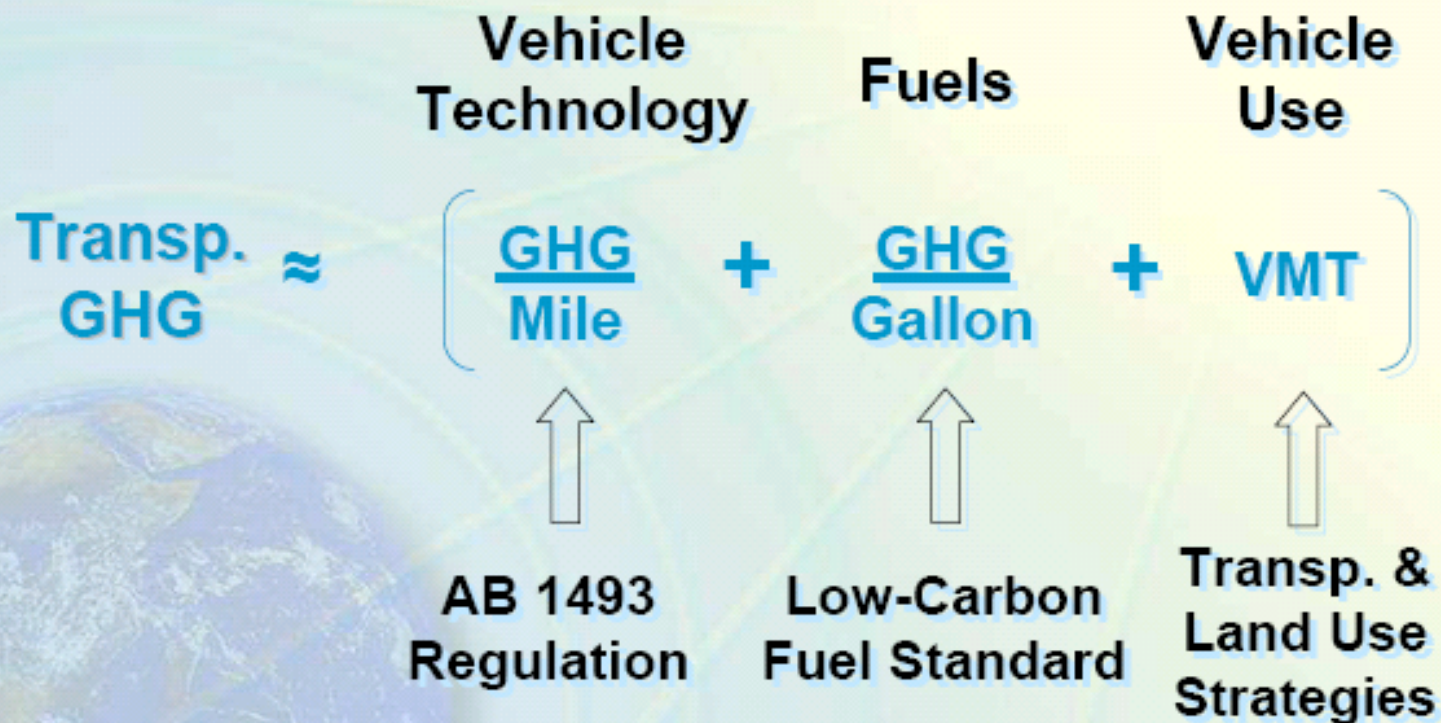 Vehicle
Technology
Fuels
Vehicle
Use
Transp.
GHG
≈
GHG
Mile
+
GHG
Gallon
+
VMT
AB 1493
Regulation
Low-Carbon
Fuel Standard
Transp. &
Land Use
Strategies